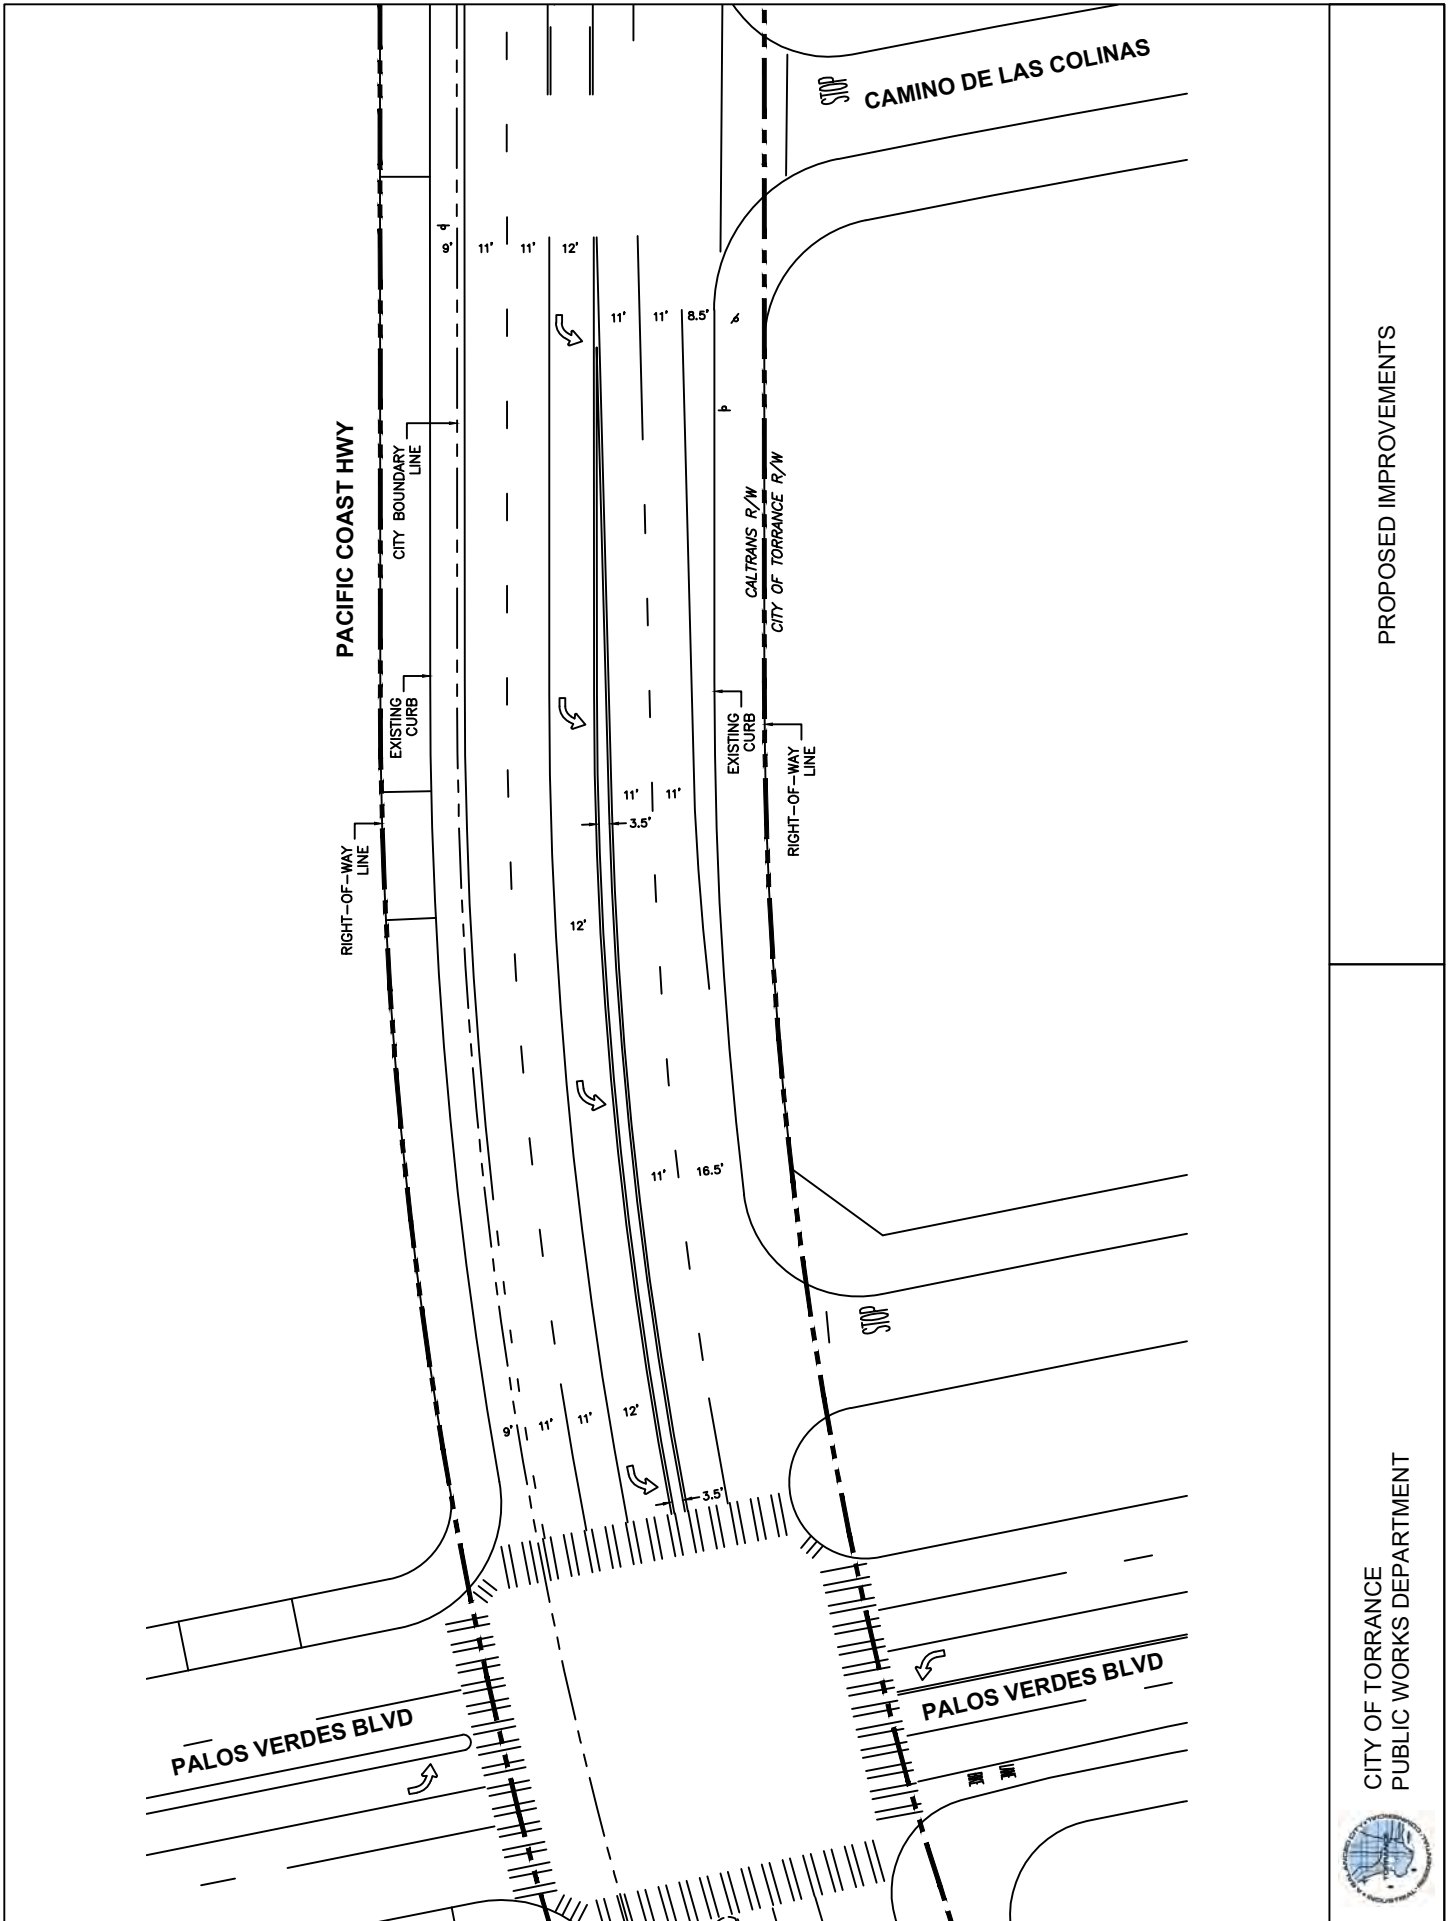 STOP
CAMINO DE LAS COLINAS
9'
11'
11'
12'
11'
11'
8.5'
PACIFIC COAST HWY
CITY BOUNDARY
LINE
CALTRANS R/W
CITY OF TORRANCE R/W
EXISTING
CURB
EXISTING
CURB
RIGHT-OF-WAY
LINE
11'
11'
3.5'
RIGHT-OF-WAY
LINE
12'
11'
16.5'
STOP
9'
11'
11'
12'
3.5'
PALOS VERDES BLVD
PALOS VERDES BLVD
PROPOSED IMPROVEMENTS
CITY OF TORRANCE
PUBLIC WORKS DEPARTMENT